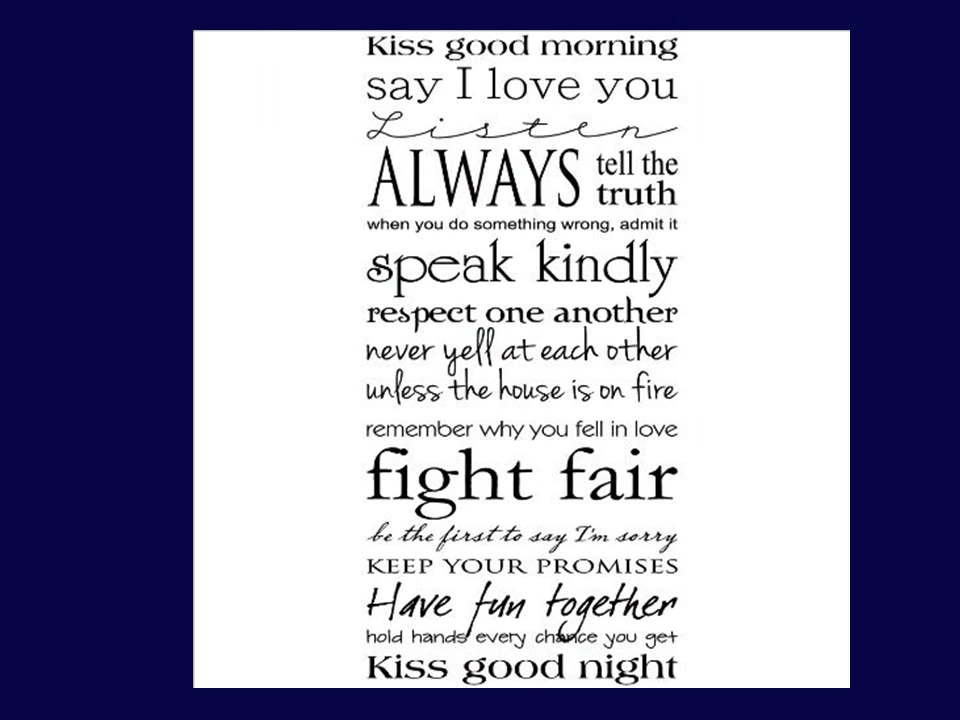 Kiss good morning
say I love you
Listen
ALWAYS tell the
truth
when you do something wrong, admit it
speak kindly
respect one another
never yell at each other
unless the house is on fire
remember why you fell in love
fight fair
be the first to say I'm sorry
KEEP YOUR PROMISES
Have fun together
hold hands every chance you get
Kiss good night